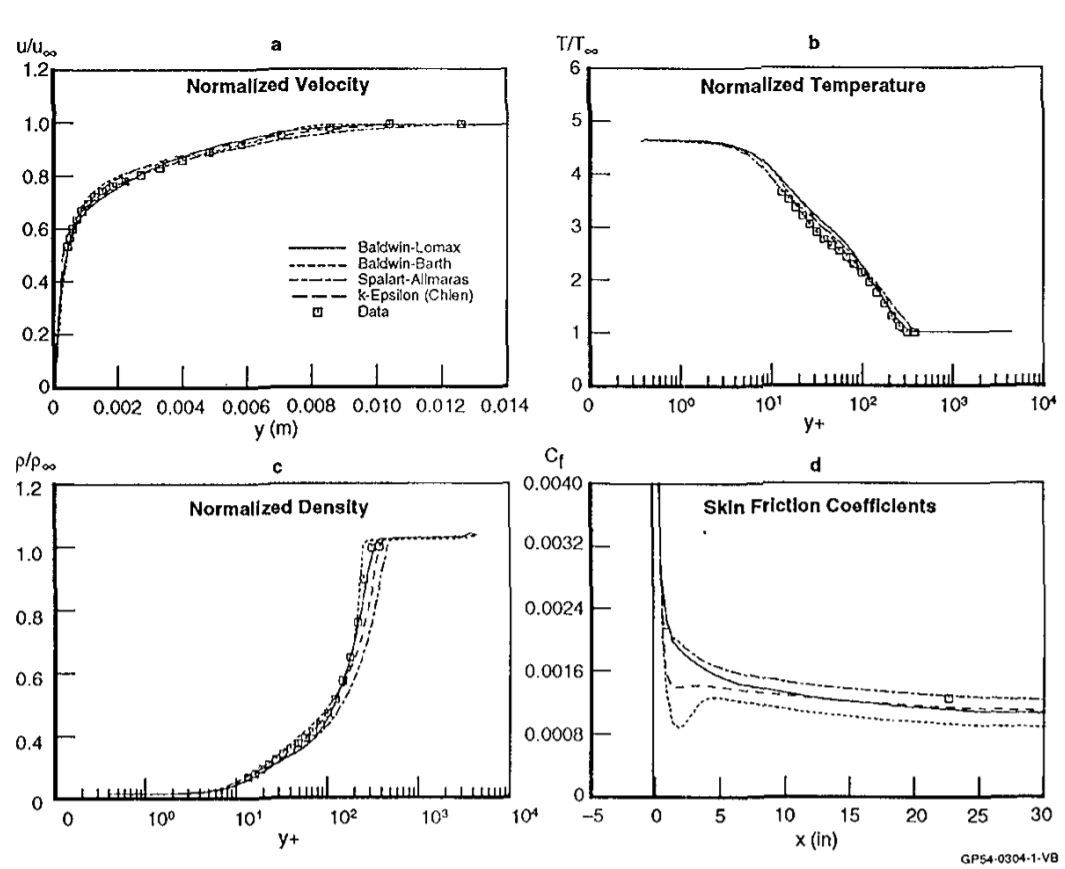 a
u/u∞
Normalized Velocity
1.2
1.0
0.8
0.6
0.4
0.2
0
Baldwin-Lomax
Baldwin-Barth
Spalart-Allmaras
k-Epsilon (Chien)
Data
0 0.002 0.004 0.006 0.008 0.010 0.012 0.014
y (m)
b
T/T∞
Normalized Temperature
6
5
4
3
2
1
0
0 10⁰ 10¹ 10² 10³ 10⁴
y+
c
ρ/ρ∞
Normalized Density
1.2
1.0
0.8
0.6
0.4
0
0 10⁰ 10¹ 10² 10³ 10⁴
y+
d
Cf
Skin Friction Coefficients
0.0040
0.0032
0.0024
0.0016
0.0008
0
−5 0 5 10 15 20 25 30
x (in)
GP54-0304-1-VB